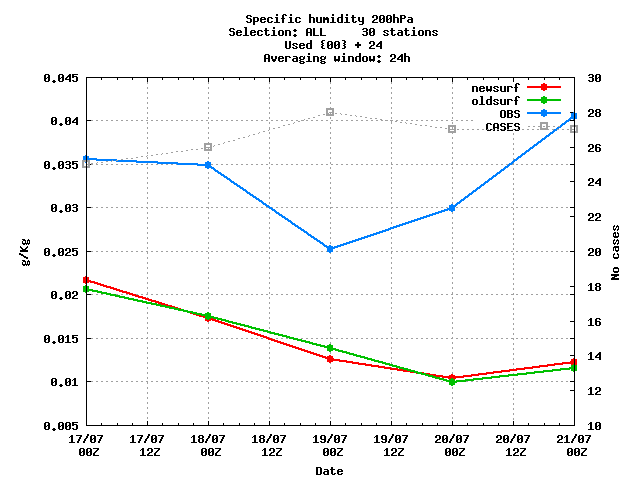 Specific humidity 200hPa
Selection: ALL     30 stations
Used {00} + 24
Averaging window: 24h
newsurf
oldsurf
OBS
CASES
0.045
0.04
0.035
0.03
0.025
0.02
0.015
0.01
0.005
g/Kg
30
28
26
24
22
20
18
16
14
12
10
No cases
17/07 17/07 18/07 18/07 19/07 19/07 20/07 20/07 21/07
00Z 12Z 00Z 12Z 00Z 12Z 00Z 12Z 00Z
Date